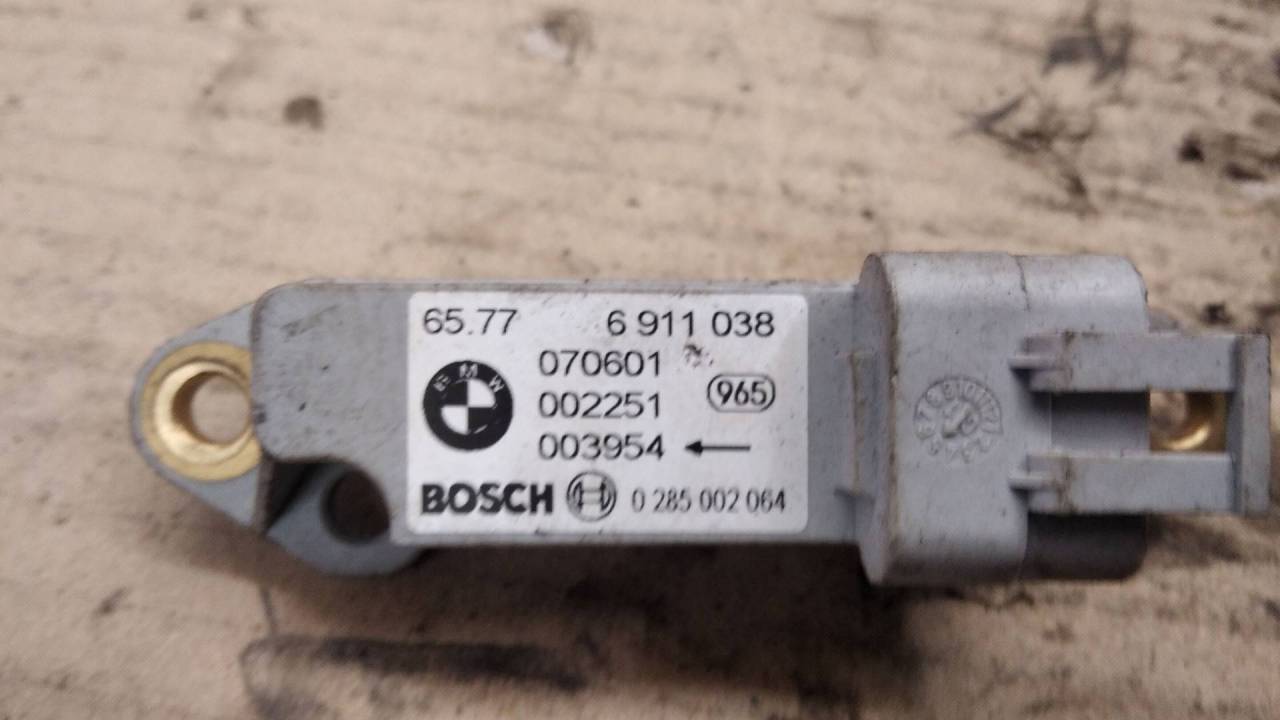 65.77 6 911 038
070601
BMW 002251 965
003954 ←
BOSCH 0 285 002 064